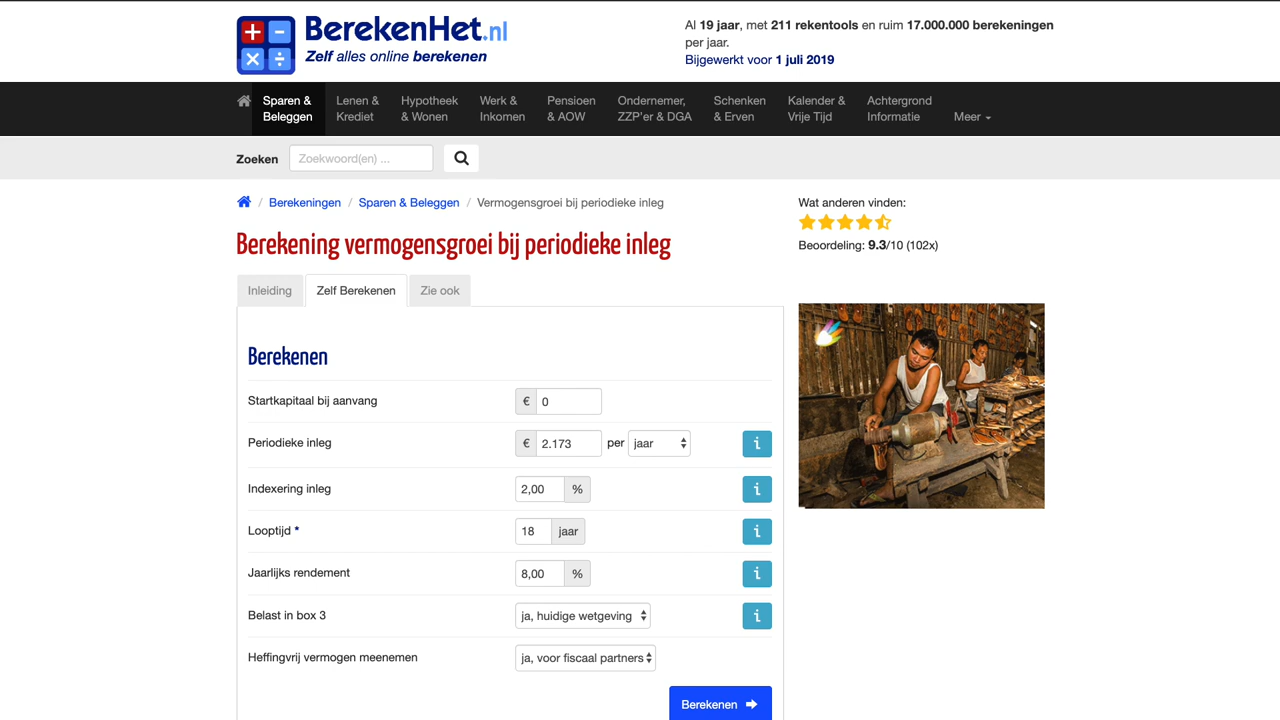 BerekenHet.nl
Zelf alles online berekenen
Al 19 jaar, met 211 rekentools en ruim 17.000.000 berekeningen
per jaar.
Bijgewerkt voor 1 juli 2019
Sparen & Beleggen
Lenen & Krediet
Hypotheek & Wonen
Werk & Inkomen
Pensioen & AOW
Ondernemer, ZZP'er & DGA
Schenken & Erven
Kalender & Vrije Tijd
Achtergrond Informatie
Meer
Zoeken Zoekwoord(en) ...
/ Berekeningen / Sparen & Beleggen / Vermogensgroei bij periodieke inleg
Wat anderen vinden:
Beoordeling: 9.3/10 (102x)
Berekening vermogensgroei bij periodieke inleg
Inleiding Zelf Berekenen Zie ook
Berekenen
Startkapitaal bij aanvang € 0
Periodieke inleg € 2.173 per jaar i
Indexering inleg 2,00 % i
Looptijd * 18 jaar i
Jaarlijks rendement 8,00 % i
Belast in box 3 ja, huidige wetgeving i
Heffingvrij vermogen meenemen ja, voor fiscaal partners
Berekenen